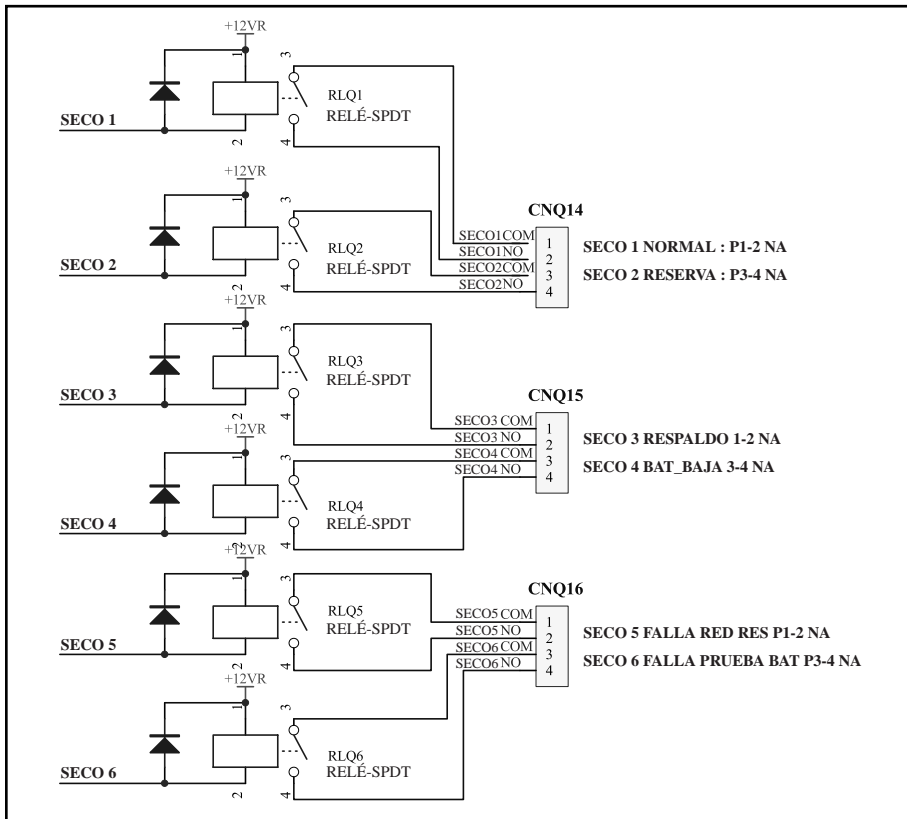 +12VR
1
3
RLQ1
RELÉ-SPDT
SECO 1
2
4
+12VR
1
3
RLQ2
RELÉ-SPDT
SECO 2
2
4
CNQ14
SECO1COM
1
SECO1NO
2
SECO2COM
3
SECO2NO
4
SECO 1 NORMAL : P1-2 NA
SECO 2 RESERVA : P3-4 NA
+12VR
1
3
RLQ3
RELÉ-SPDT
SECO 3
2
4
CNQ15
SECO3 COM
1
SECO3 NO
2
SECO4 COM
3
SECO4 NO
4
SECO 3 RESPALDO 1-2 NA
SECO 4 BAT_BAJA 3-4 NA
+12VR
1
3
RLQ4
RELÉ-SPDT
SECO 4
2
4
+12VR
1
3
RLQ5
RELÉ-SPDT
SECO 5
2
4
CNQ16
SECO5 COM
1
SECO5 NO
2
SECO6 COM
3
SECO6 NO
4
SECO 5 FALLA RED RES P1-2 NA
SECO 6 FALLA PRUEBA BAT P3-4 NA
+12VR
1
3
RLQ6
RELÉ-SPDT
SECO 6
2
4